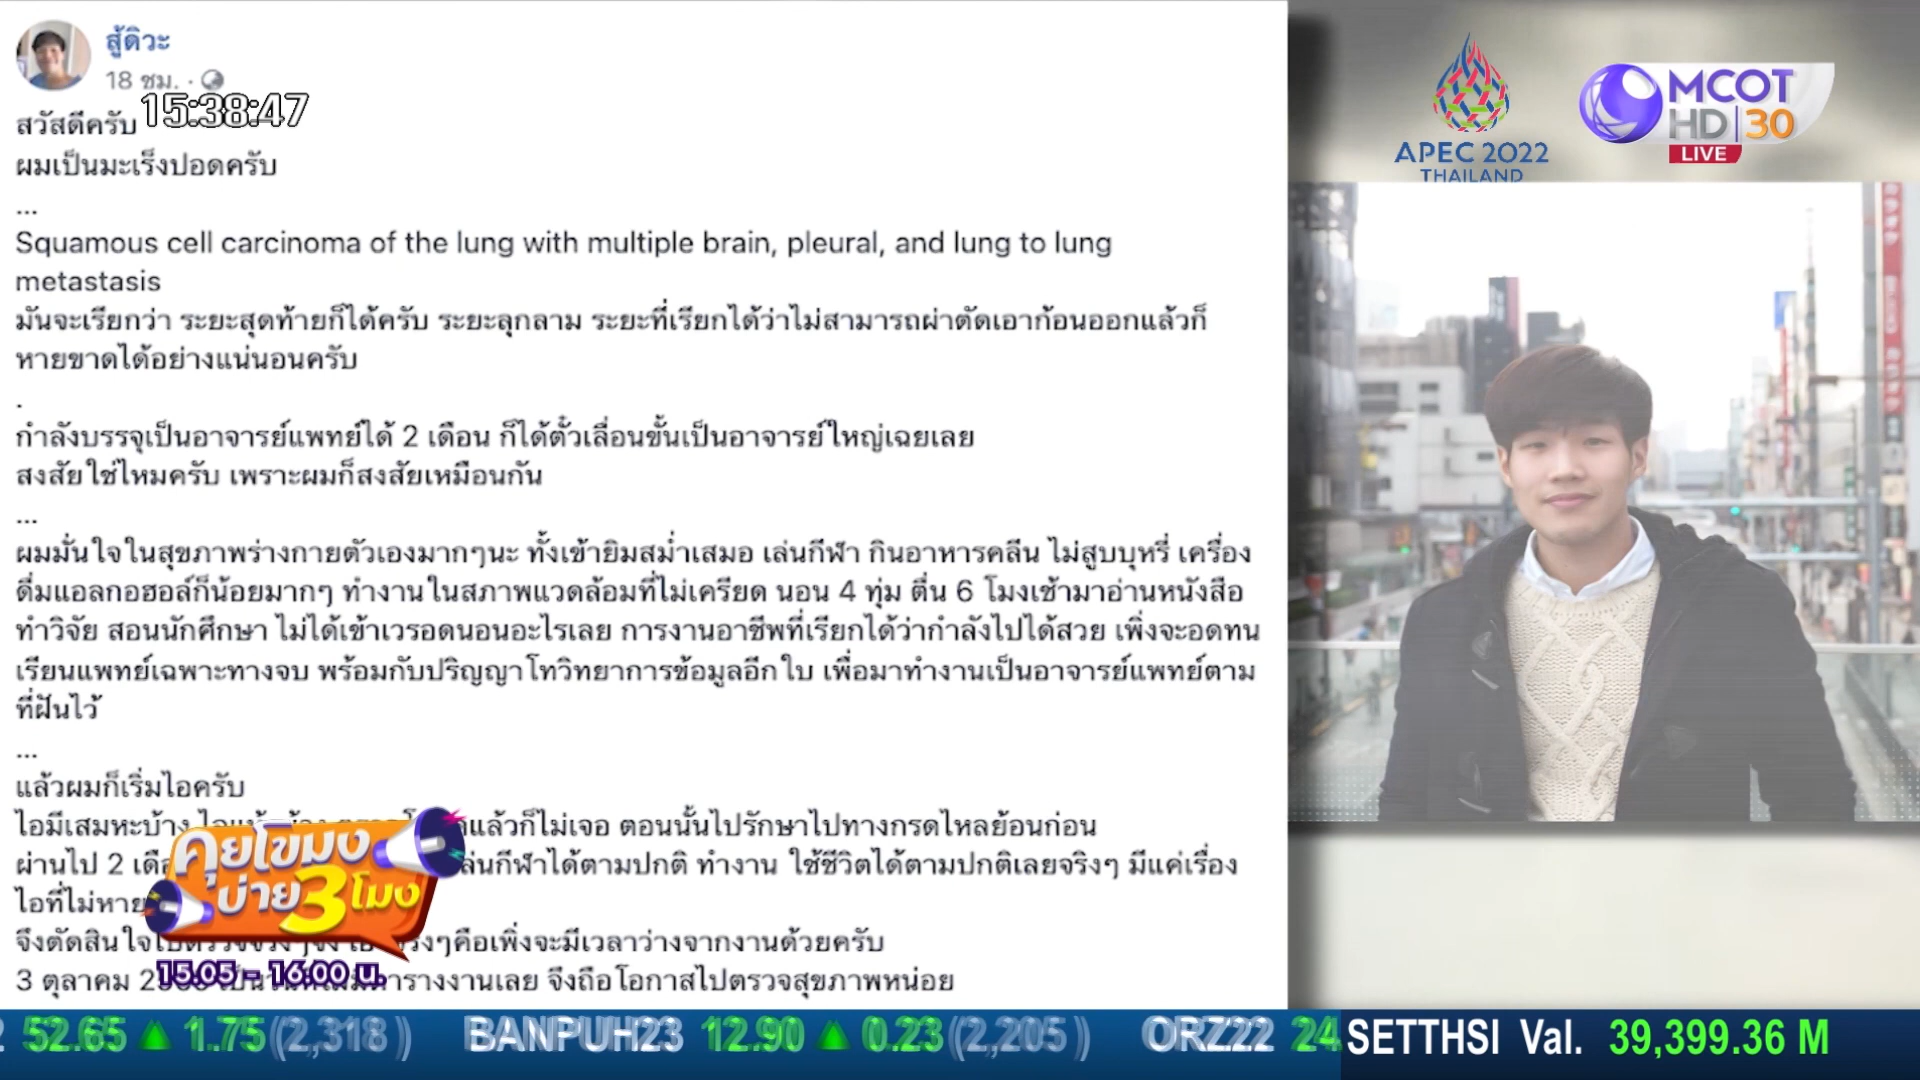 สู้ดิวะ
18 ชม.
15:38:47
สวัสดีครับ
ผมเป็นมะเร็งปอดครับ
...
Squamous cell carcinoma of the lung with multiple brain, pleural, and lung to lung
metastasis
มันจะเรียกว่า ระยะสุดท้ายก็ได้ครับ ระยะลุกลาม ระยะที่เรียกได้ว่าไม่สามารถผ่าตัดเอาก้อนออกแล้วก็
หายขาดได้อย่างแน่นอนครับ
.
กำลังบรรจุเป็นอาจารย์แพทย์ได้ 2 เดือน ก็ได้ตั๋วเลื่อนขั้นเป็นอาจารย์ใหญ่เฉยเลย
สงสัยใช่ไหมครับ เพราะผมก็สงสัยเหมือนกัน
...
ผมมั่นใจในสุขภาพร่างกายตัวเองมากๆนะ ทั้งเข้ายิมสม่ำเสมอ เล่นกีฬา กินอาหารคลีน ไม่สูบบุหรี่ เครื่อง
ดื่มแอลกอฮอล์ก็น้อยมากๆ ทำงานในสภาพแวดล้อมที่ไม่เครียด นอน 4 ทุ่ม ตื่น 6 โมงเช้ามาอ่านหนังสือ
ทำวิจัย สอนนักศึกษา ไม่ได้เข้าเวรอดนอนอะไรเลย การงานอาชีพที่เรียกได้ว่ากำลังไปได้สวย เพิ่งจะอดทน
เรียนแพทย์เฉพาะทางจบ พร้อมกับปริญญาโทวิทยาการข้อมูลอีกใบ เพื่อมาทำงานเป็นอาจารย์แพทย์ตาม
ที่ฝันไว้
...
แล้วผมก็เริ่มไอครับ
ไอมีเสมหะบ้าง แล้วก็ไม่เจอ ตอนนั้นไปรักษาไปทางกรดไหลย้อนก่อน
ผ่านไป 2 เล่นกีฬาได้ตามปกติ ทำงาน ใช้ชีวิตได้ตามปกติเลยจริงๆ มีแค่เรื่อง
ไอที่ไม่หาย
จึงตัดสินใจ จริงๆคือเพิ่งจะมีเวลาว่างจากงานด้วยครับ
3 ตุลาคม ตารางงานเลย จึงถือโอกาสไปตรวจสุขภาพหน่อย
คุยโขมง
บ่าย 3 โมง
15.05 - 16.00 น.
APEC 2022
THAILAND
MCOT
HD 30
LIVE
52.65 ▲ 1.75 (2,318) BANPUH23 12.90 ▲ 0.23 (2,205) ORZ22 24
SETTHSI Val. 39,399.36 M